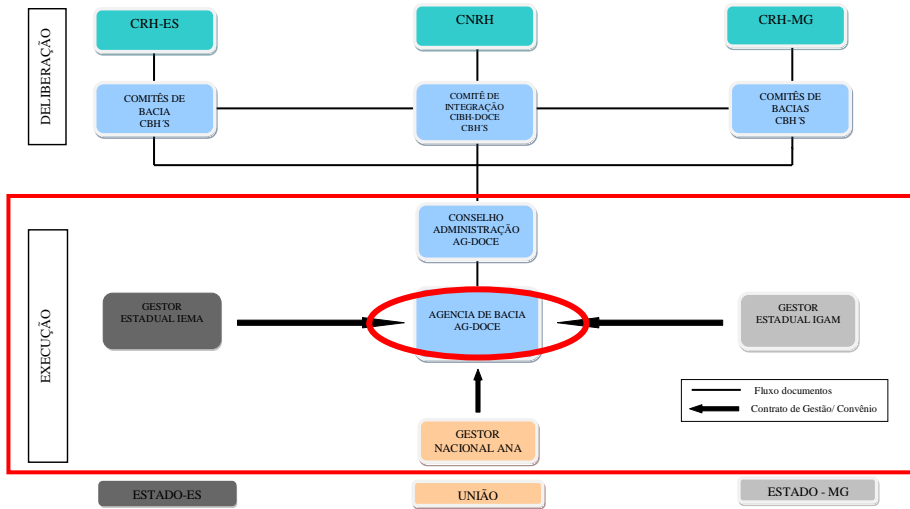 DELIBERAÇÃO
CRH-ES
CNRH
CRH-MG
COMITÊS DE
BACIA
CBH´S
COMITÊ DE
INTEGRAÇÃO
CIBH-DOCE
CBH'S
COMITÊS DE
BACIAS
CBH´S
EXECUÇÃO
CONSELHO
ADMINISTRAÇÃO
AG-DOCE
GESTOR
ESTADUAL IEMA
AGENCIA DE BACIA
AG-DOCE
GESTOR
ESTADUAL IGAM
Fluxo documentos
Contrato de Gestão/ Convênio
GESTOR
NACIONAL ANA
ESTADO-ES
UNIÃO
ESTADO - MG